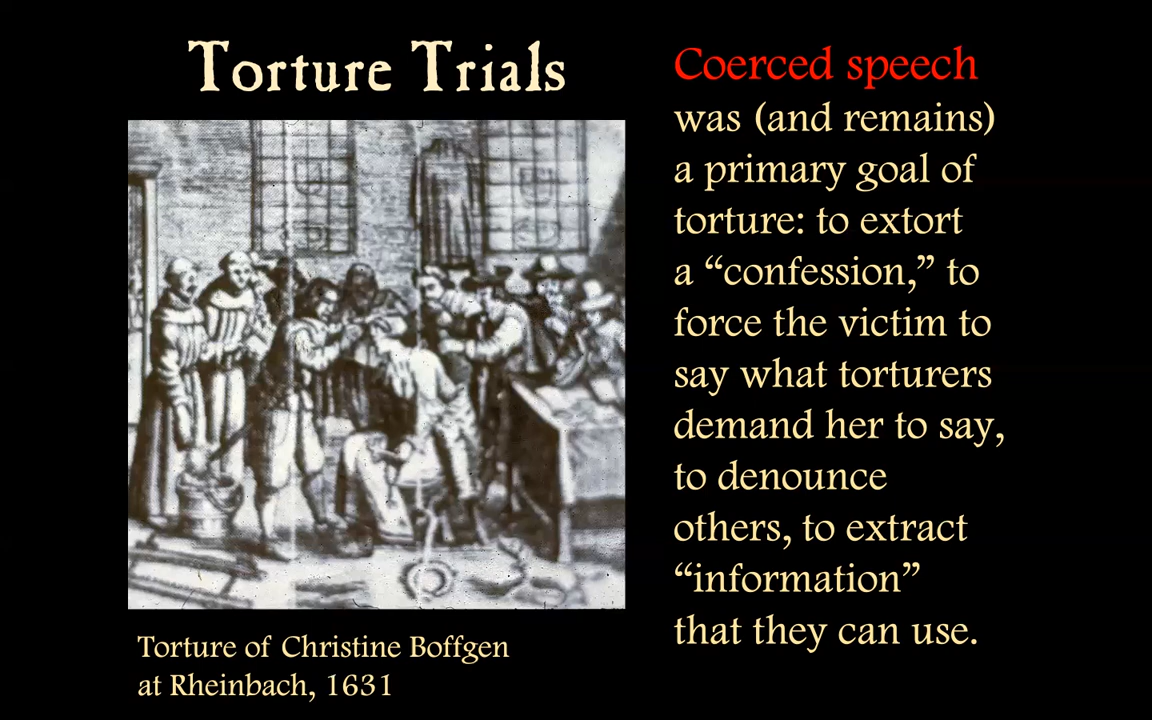 Torture Trials
Torture of Christine Boffgen
at Rheinbach, 1631
Coerced speech
was (and remains)
a primary goal of
torture: to extort
a “confession,” to
force the victim to
say what torturers
demand her to say,
to denounce
others, to extract
“information”
that they can use.